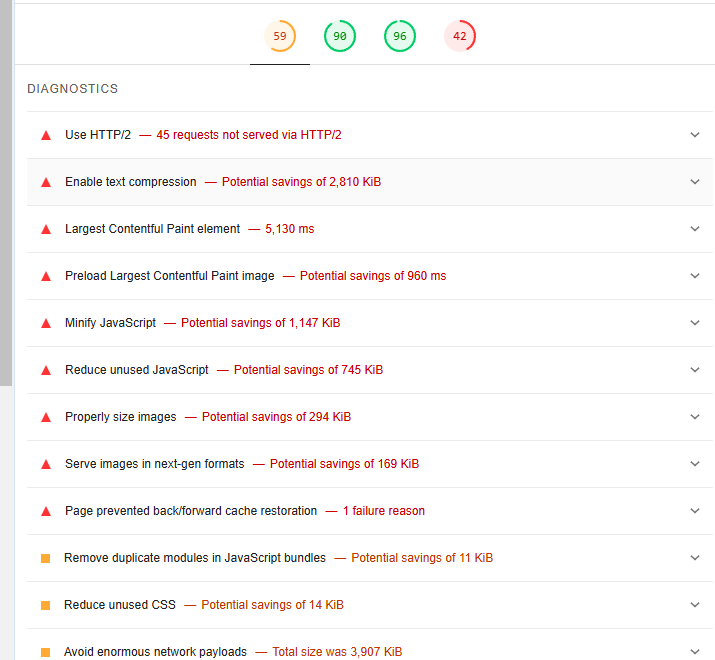 59 90 96 42
DIAGNOSTICS
Use HTTP/2 — 45 requests not served via HTTP/2
Enable text compression — Potential savings of 2,810 KiB
Largest Contentful Paint element — 5,130 ms
Preload Largest Contentful Paint image — Potential savings of 960 ms
Minify JavaScript — Potential savings of 1,147 KiB
Reduce unused JavaScript — Potential savings of 745 KiB
Properly size images — Potential savings of 294 KiB
Serve images in next-gen formats — Potential savings of 169 KiB
Page prevented back/forward cache restoration — 1 failure reason
Remove duplicate modules in JavaScript bundles — Potential savings of 11 KiB
Reduce unused CSS — Potential savings of 14 KiB
Avoid enormous network payloads — Total size was 3,907 KiB